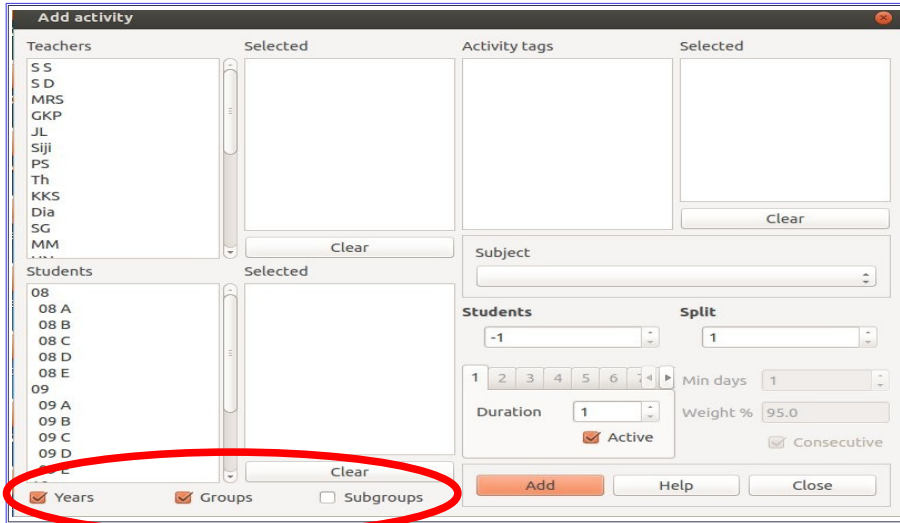 Add activity
Teachers
S S
S D
MRS
GKP
JL
Siji
PS
Th
KKS
Dia
SG
MM
Selected
Clear
Activity tags
Selected
Clear
Students
08
08 A
08 B
08 C
08 D
08 E
09
09 A
09 B
09 C
09 D
Selected
Clear
Years Groups Subgroups
Subject
Students Split
-1 1
1 2 3 4 5 6
Duration 1
Active
Min days 1
Weight % 95.0
Consecutive
Add Help Close